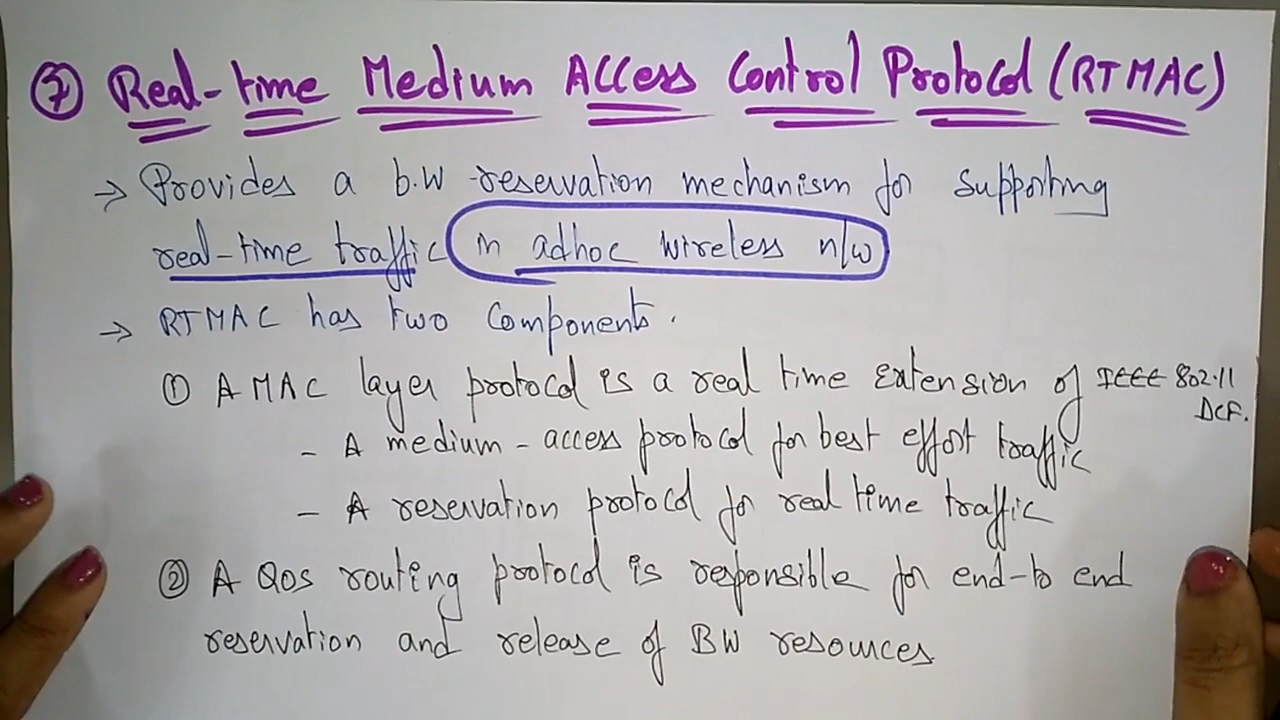 ⑦ Real-time Medium Access Control Protocol (RTMAC)
→ Provides a b.w reservation mechanism for supporting
real-time traffic in adhoc wireless n/w
→ RTMAC has two components.
① A MAC layer protocol is a real time extension of IEEE 802.11
DCF.
- A medium-access protocol for best effort traffic
- A reservation protocol for real time traffic
② A QoS routing protocol is responsible for end-to end
reservation and release of BW resources